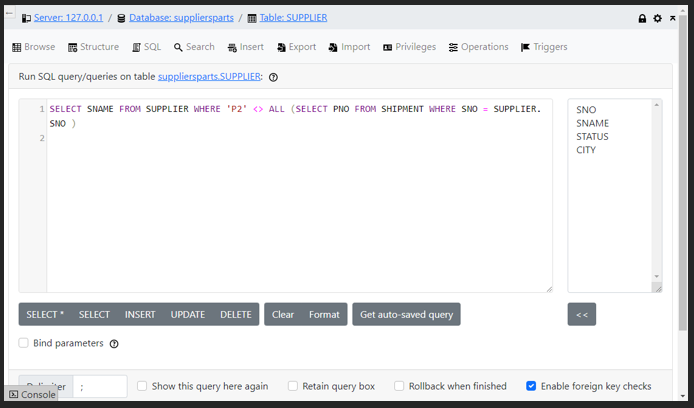 Server: 127.0.0.1 / Database: suppliersparts / Table: SUPPLIER
Browse Structure SQL Search Insert Export Import Privileges Operations Triggers
Run SQL query/queries on table suppliersparts.SUPPLIER:
1 SELECT SNAME FROM SUPPLIER WHERE 'P2' <> ALL (SELECT PNO FROM SHIPMENT WHERE SNO = SUPPLIER.
SNO )
2
SNO
SNAME
STATUS
CITY
SELECT * SELECT INSERT UPDATE DELETE Clear Format Get auto-saved query <<
Bind parameters
Delimiter ; Show this query here again Retain query box Rollback when finished Enable foreign key checks
Console